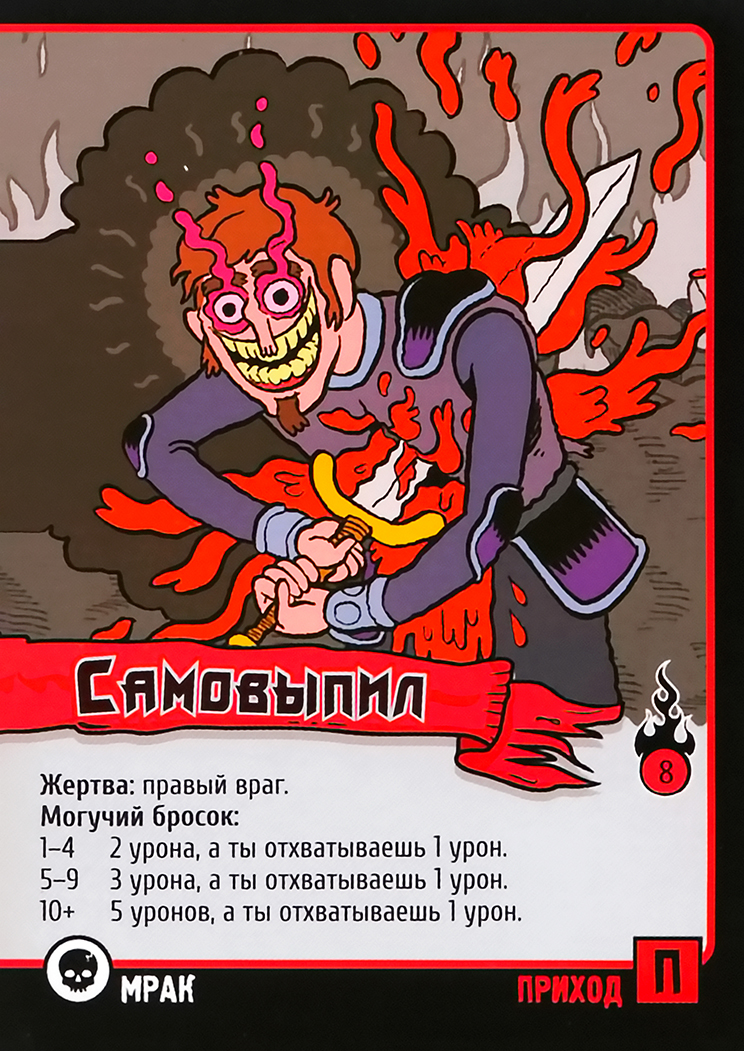 Самовыпил
8
Жертва: правый враг.
Могучий бросок:
1–4 2 урона, а ты отхватываешь 1 урон.
5–9 3 урона, а ты отхватываешь 1 урон.
10+ 5 уронов, а ты отхватываешь 1 урон.
МРАК
ПРИХОД П